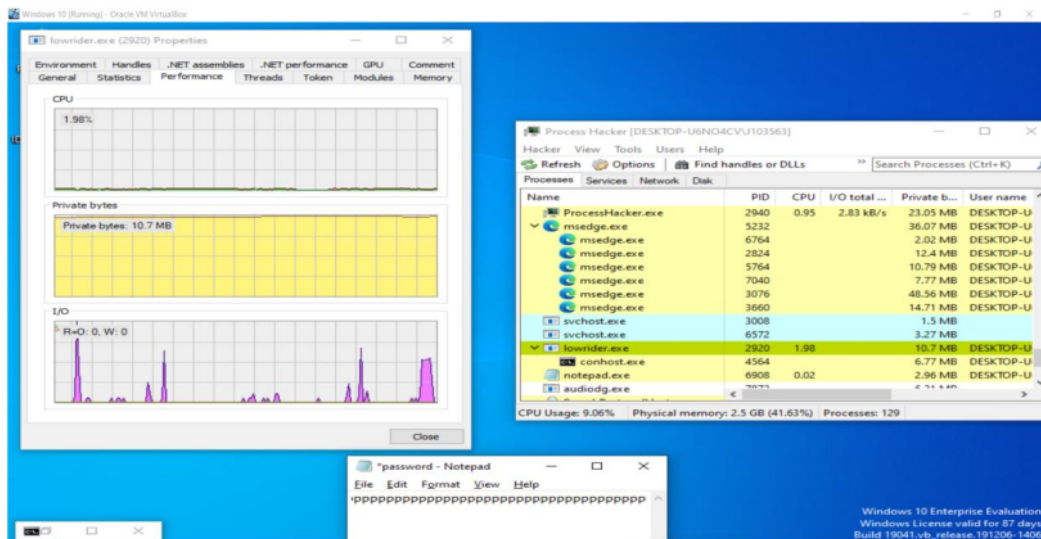 Windows 10 [Running] - Oracle VM VirtualBox
lowrider.exe (2920) Properties
Environment Handles .NET assemblies .NET performance GPU Comment
General Statistics Performance Threads Token Modules Memory
CPU
1.98%
Private bytes
Private bytes: 10.7 MB
I/O
R+O: 0, W: 0
Close
Process Hacker [DESKTOP-U6NO4CV\J103563]
Hacker View Tools Users Help
Refresh Options Find handles or DLLs » Search Processes (Ctrl+K)
Processes Services Network Disk
Name PID CPU I/O total ... Private b... User name
ProcessHacker.exe 2940 0.95 2.83 kB/s 23.05 MB DESKTOP-U
msedge.exe 5232 36.07 MB DESKTOP-U
msedge.exe 6764 2.02 MB DESKTOP-U
msedge.exe 2824 12.4 MB DESKTOP-U
msedge.exe 5764 10.79 MB DESKTOP-U
msedge.exe 7040 7.77 MB DESKTOP-U
msedge.exe 3076 48.56 MB DESKTOP-U
msedge.exe 3660 14.71 MB DESKTOP-U
svchost.exe 3008 1.5 MB
svchost.exe 6572 3.27 MB
lowrider.exe 2920 1.98 10.7 MB DESKTOP-U
conhost.exe 4564 6.77 MB DESKTOP-U
notepad.exe 6908 0.02 2.96 MB DESKTOP-U
audiodg.exe
CPU Usage: 9.06% Physical memory: 2.5 GB (41.63%) Processes: 129
*password - Notepad
File Edit Format View Help
pppppppppppppppppppppppppppppppppppppppp
Windows 10 Enterprise Evaluation
Windows License valid for 87 days
Build 19041.vb_release.191206-1406